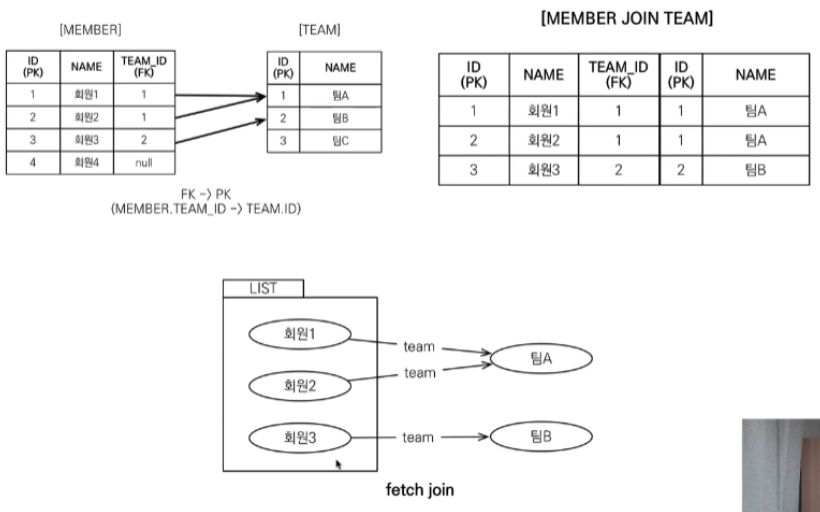 [MEMBER]
ID (PK) NAME TEAM_ID (FK)
1 회원1 1
2 회원2 1
3 회원3 2
4 회원4 null
[TEAM]
ID (PK) NAME
1 팀A
2 팀B
3 팀C
FK -> PK
(MEMBER.TEAM_ID -> TEAM.ID)
[MEMBER JOIN TEAM]
ID (PK) NAME TEAM_ID (FK) ID (PK) NAME
1 회원1 1 1 팀A
2 회원2 1 1 팀A
3 회원3 2 2 팀B
LIST
회원1 team 팀A
회원2 team
회원3 team 팀B
fetch join